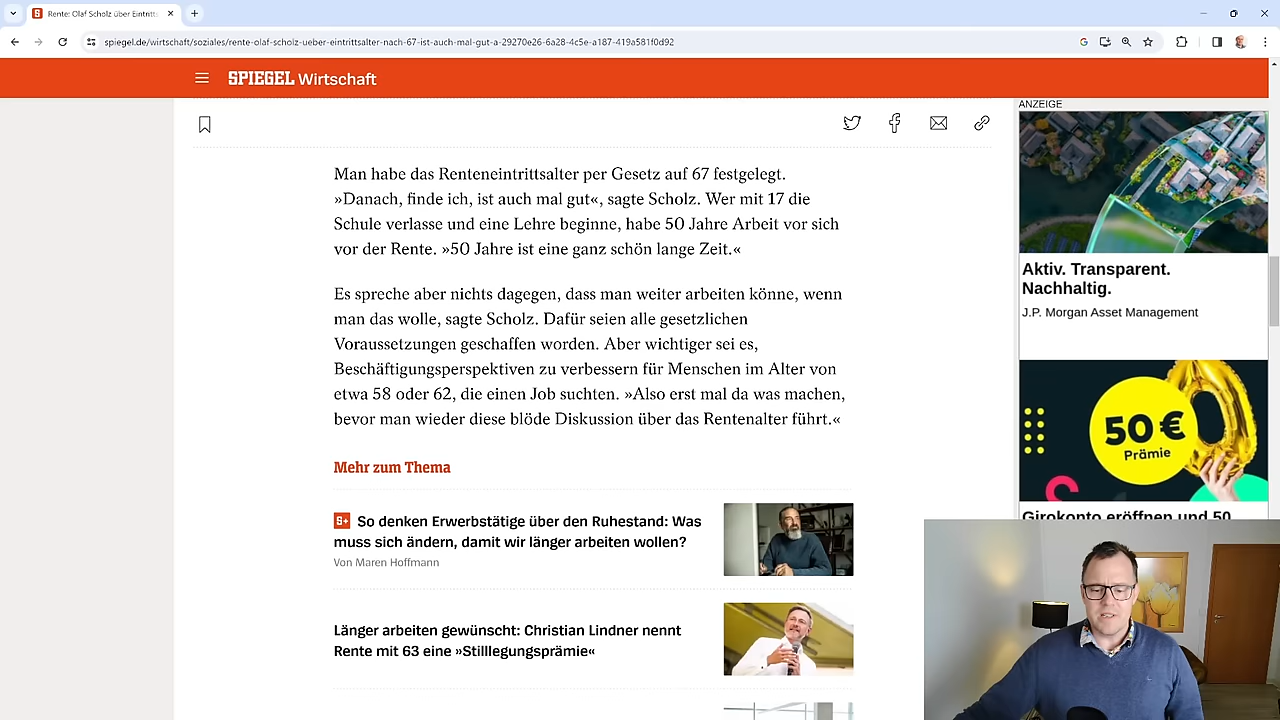 Rente: Olaf Scholz über Eintritts
spiegel.de/wirtschaft/soziales/rente-olaf-scholz-ueber-eintrittsalter-nach-67-ist-auch-mal-gut-a-29270e26-6a28-4c5e-a187-419a581f0d92
SPIEGEL Wirtschaft
ANZEIGE
Man habe das Renteneintrittsalter per Gesetz auf 67 festgelegt.
»Danach, finde ich, ist auch mal gut«, sagte Scholz. Wer mit 17 die
Schule verlasse und eine Lehre beginne, habe 50 Jahre Arbeit vor sich
vor der Rente. »50 Jahre ist eine ganz schön lange Zeit.«
Es spreche aber nichts dagegen, dass man weiter arbeiten könne, wenn
man das wolle, sagte Scholz. Dafür seien alle gesetzlichen
Voraussetzungen geschaffen worden. Aber wichtiger sei es,
Beschäftigungsperspektiven zu verbessern für Menschen im Alter von
etwa 58 oder 62, die einen Job suchten. »Also erst mal da was machen,
bevor man wieder diese blöde Diskussion über das Rentenalter führt.«
Mehr zum Thema
S+ So denken Erwerbstätige über den Ruhestand: Was
muss sich ändern, damit wir länger arbeiten wollen?
Von Maren Hoffmann
Länger arbeiten gewünscht: Christian Lindner nennt
Rente mit 63 eine »Stilllegungsprämie«
Aktiv. Transparent.
Nachhaltig.
J.P. Morgan Asset Management
50 €
Prämie
Girokonto eröffnen und 50